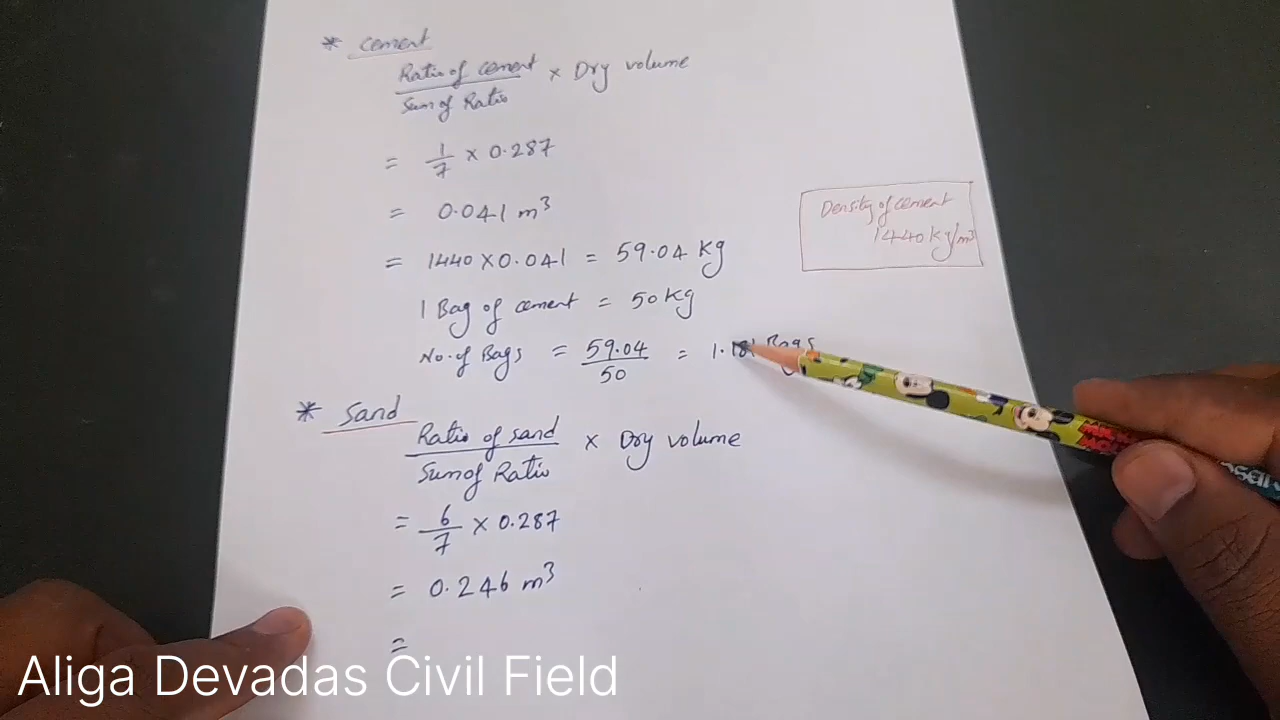 * cement
Ratio of cement / Sum of Ratio × Dry volume
= 1/7 × 0.287
= 0.041 m³
= 1440 × 0.041 = 59.04 Kg
Density of cement
1440 Kg/m³
1 Bag of cement = 50 Kg
No. of Bags = 59.04 / 50 = 1.181 Bags
* Sand
Ratio of sand / Sum of Ratio × Dry volume
= 6/7 × 0.287
= 0.246 m³
=
Aliga Devadas Civil Field